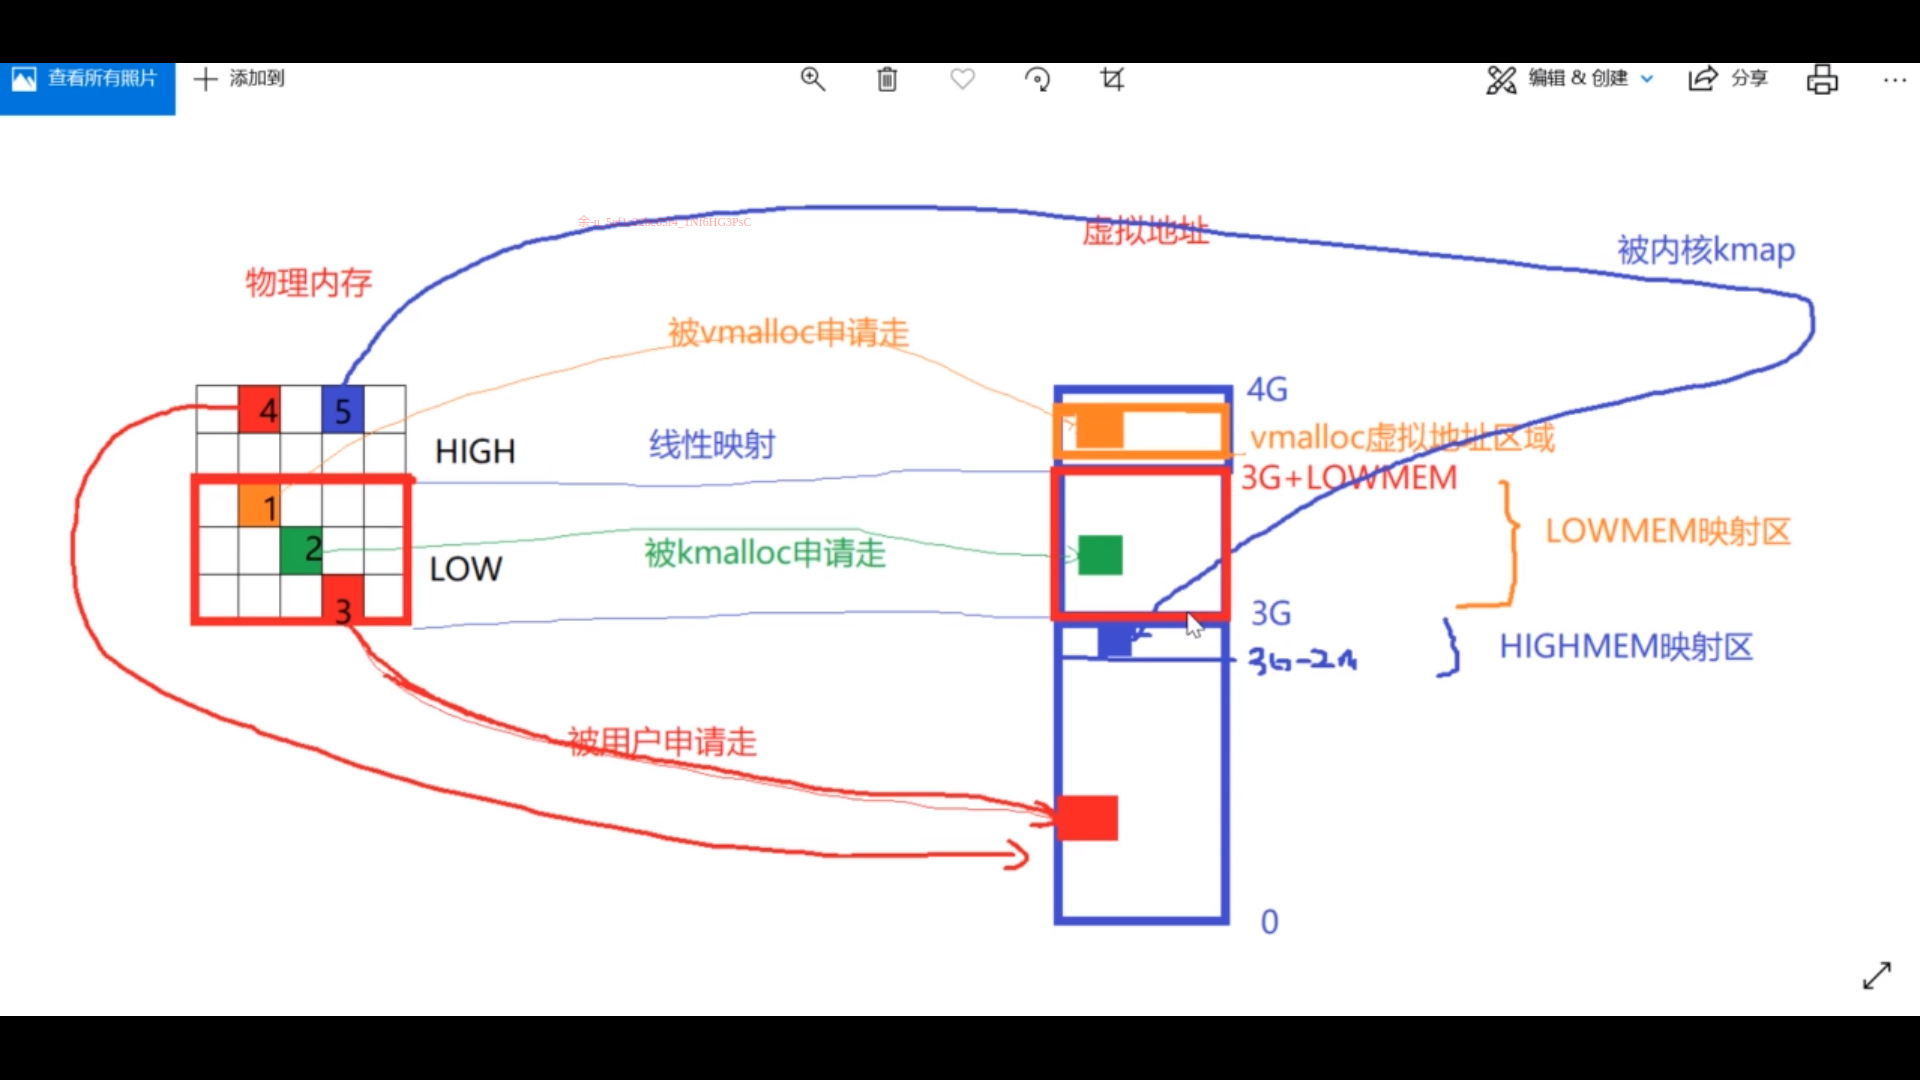 查看所有照片
添加到
编辑 & 创建
分享
虚拟地址
被内核kmap
物理内存
被vmalloc申请走
4G
4
5
HIGH
线性映射
vmalloc虚拟地址区域
3G+LOWMEM
1
LOWMEM映射区
2
被kmalloc申请走
LOW
3
3G
HIGHMEM映射区
3G-2M
被用户申请走
0